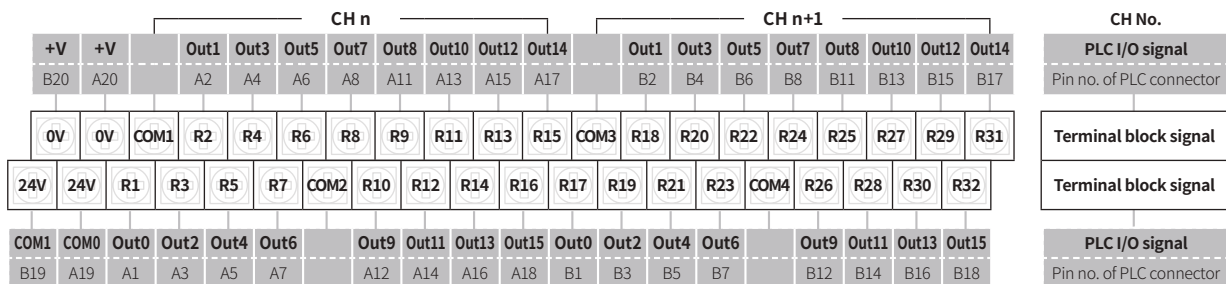 CH n CH n+1 CH No.
+V +V Out1 Out3 Out5 Out7 Out8 Out10 Out12 Out14 Out1 Out3 Out5 Out7 Out8 Out10 Out12 Out14 PLC I/O signal
B20 A20 A2 A4 A6 A8 A11 A13 A15 A17 B2 B4 B6 B8 B11 B13 B15 B17 Pin no. of PLC connector
0V 0V COM1 R2 R4 R6 R8 R9 R11 R13 R15 COM3 R18 R20 R22 R24 R25 R27 R29 R31 Terminal block signal
24V 24V R1 R3 R5 R7 COM2 R10 R12 R14 R16 R17 R19 R21 R23 COM4 R26 R28 R30 R32 Terminal block signal
COM1 COM0 Out0 Out2 Out4 Out6 Out9 Out11 Out13 Out15 Out0 Out2 Out4 Out6 Out9 Out11 Out13 Out15 PLC I/O signal
B19 A19 A1 A3 A5 A7 A12 A14 A16 A18 B1 B3 B5 B7 B12 B14 B16 B18 Pin no. of PLC connector